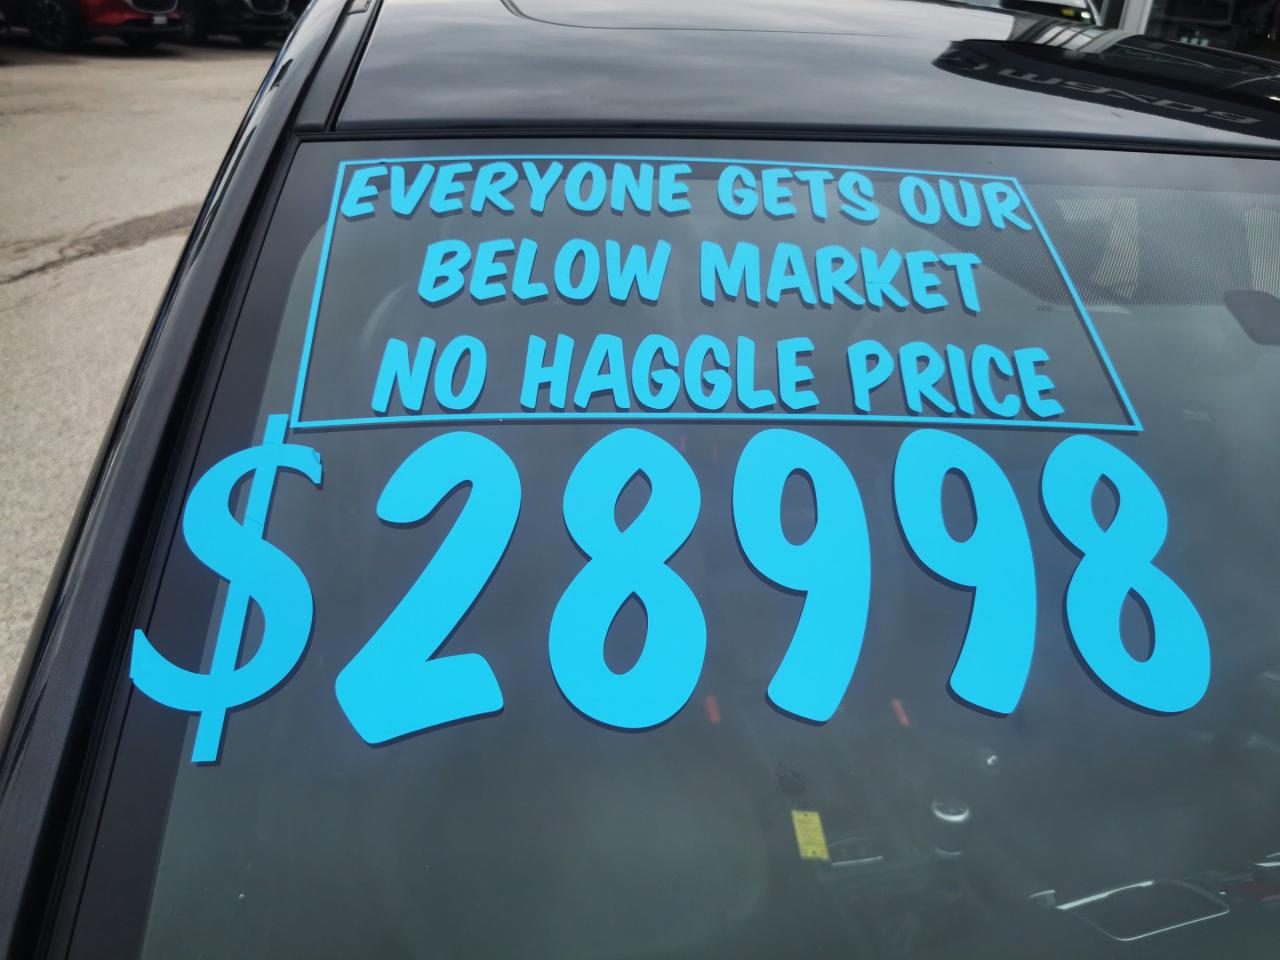 EVERYONE GETS OUR
BELOW MARKET
NO HAGGLE PRICE
$28998